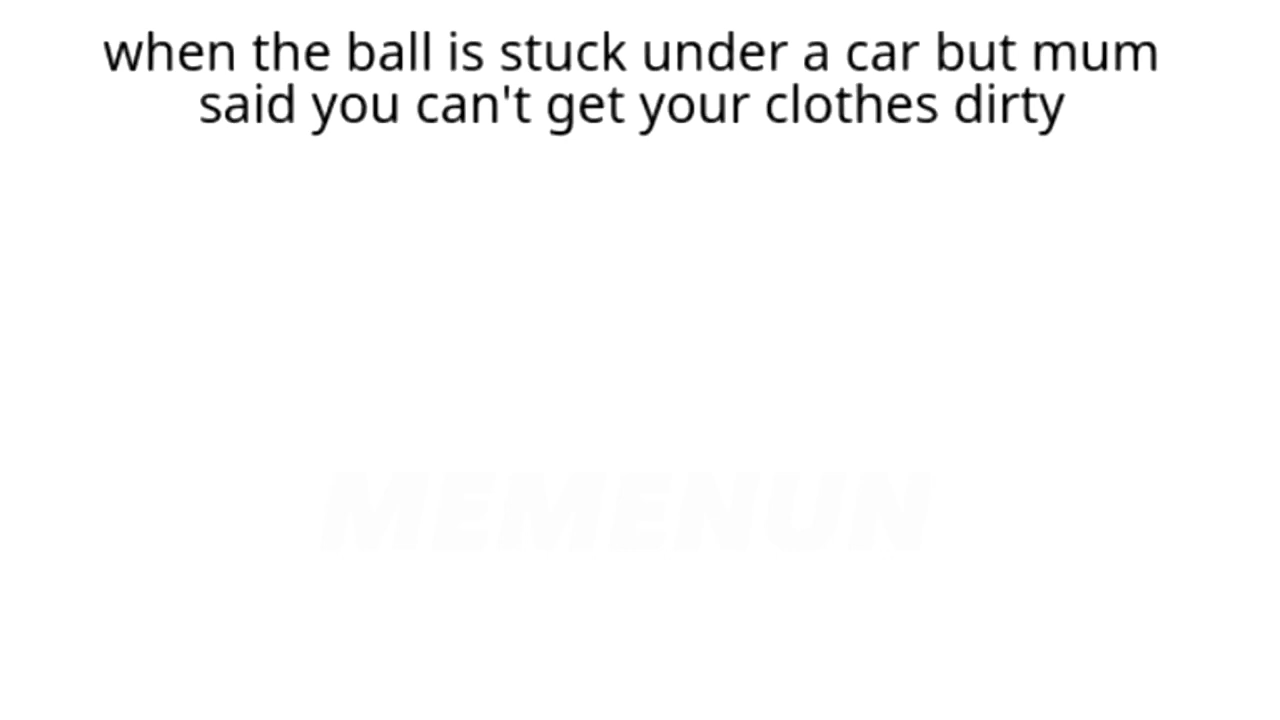 when the ball is stuck under a car but mum
said you can't get your clothes dirty
MEMENUN